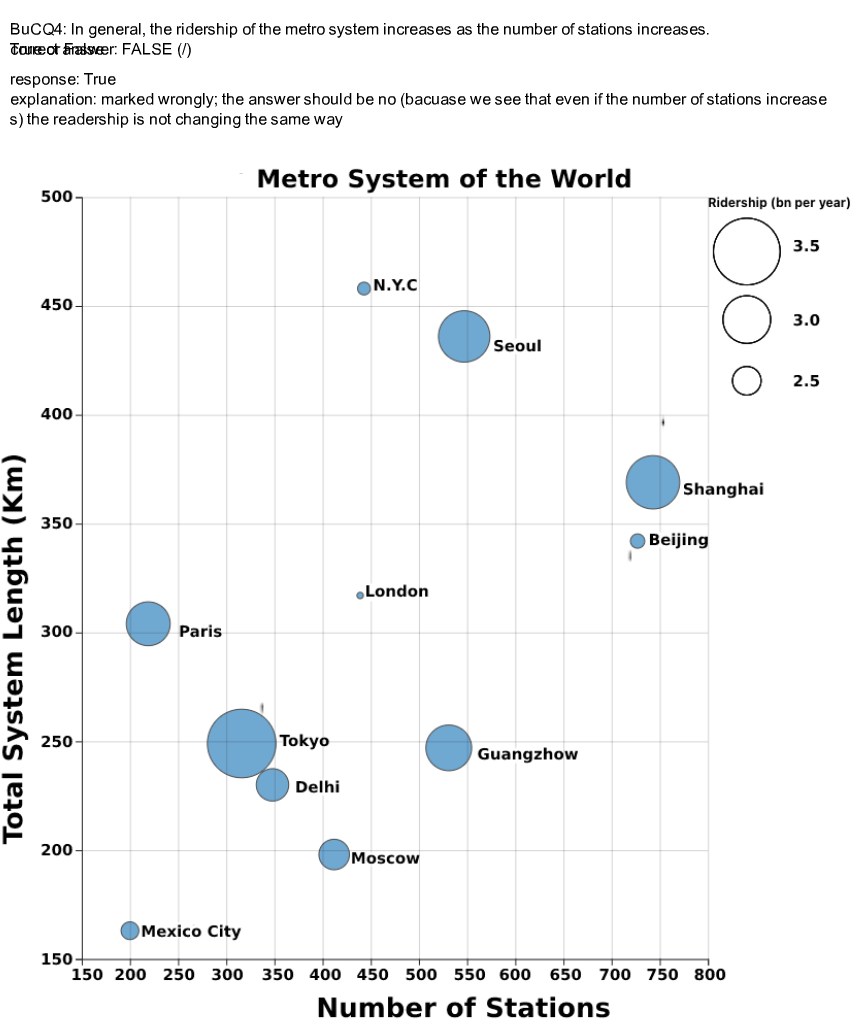 BuCQ4: In general, the ridership of the metro system increases as the number of stations increases.
True or False
correct answer: FALSE (/)
response: True
explanation: marked wrongly; the answer should be no (bacuase we see that even if the number of stations increase
s) the readership is not changing the same way
Metro System of the World
Ridership (bn per year)
3.5
3.0
2.5
Total System Length (Km)
500
450
400
350
300
250
200
150
N.Y.C
Seoul
Shanghai
Beijing
London
Paris
Tokyo
Guangzhow
Delhi
Moscow
Mexico City
150 200 250 300 350 400 450 500 550 600 650 700 750 800
Number of Stations